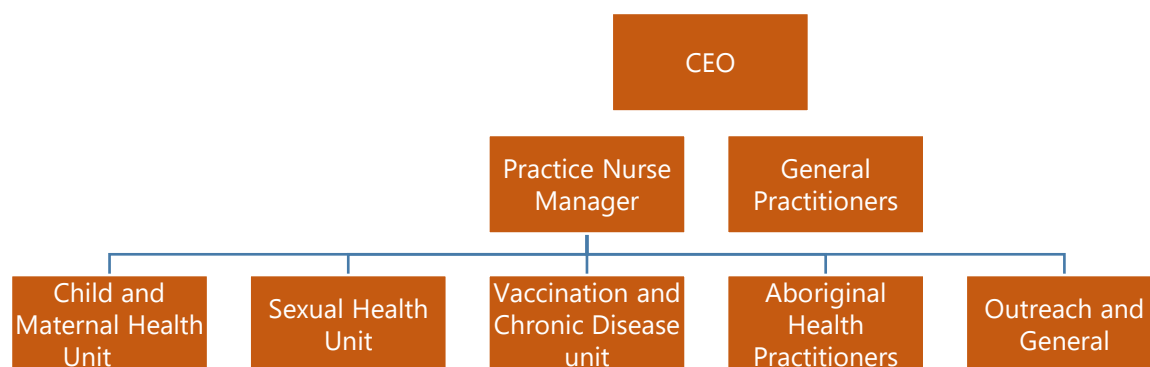 CEO
Practice Nurse
Manager
General
Practitioners
Child and
Maternal Health
Unit
Sexual Health
Unit
Vaccination and
Chronic Disease
unit
Aboriginal
Health
Practitioners
Outreach and
General